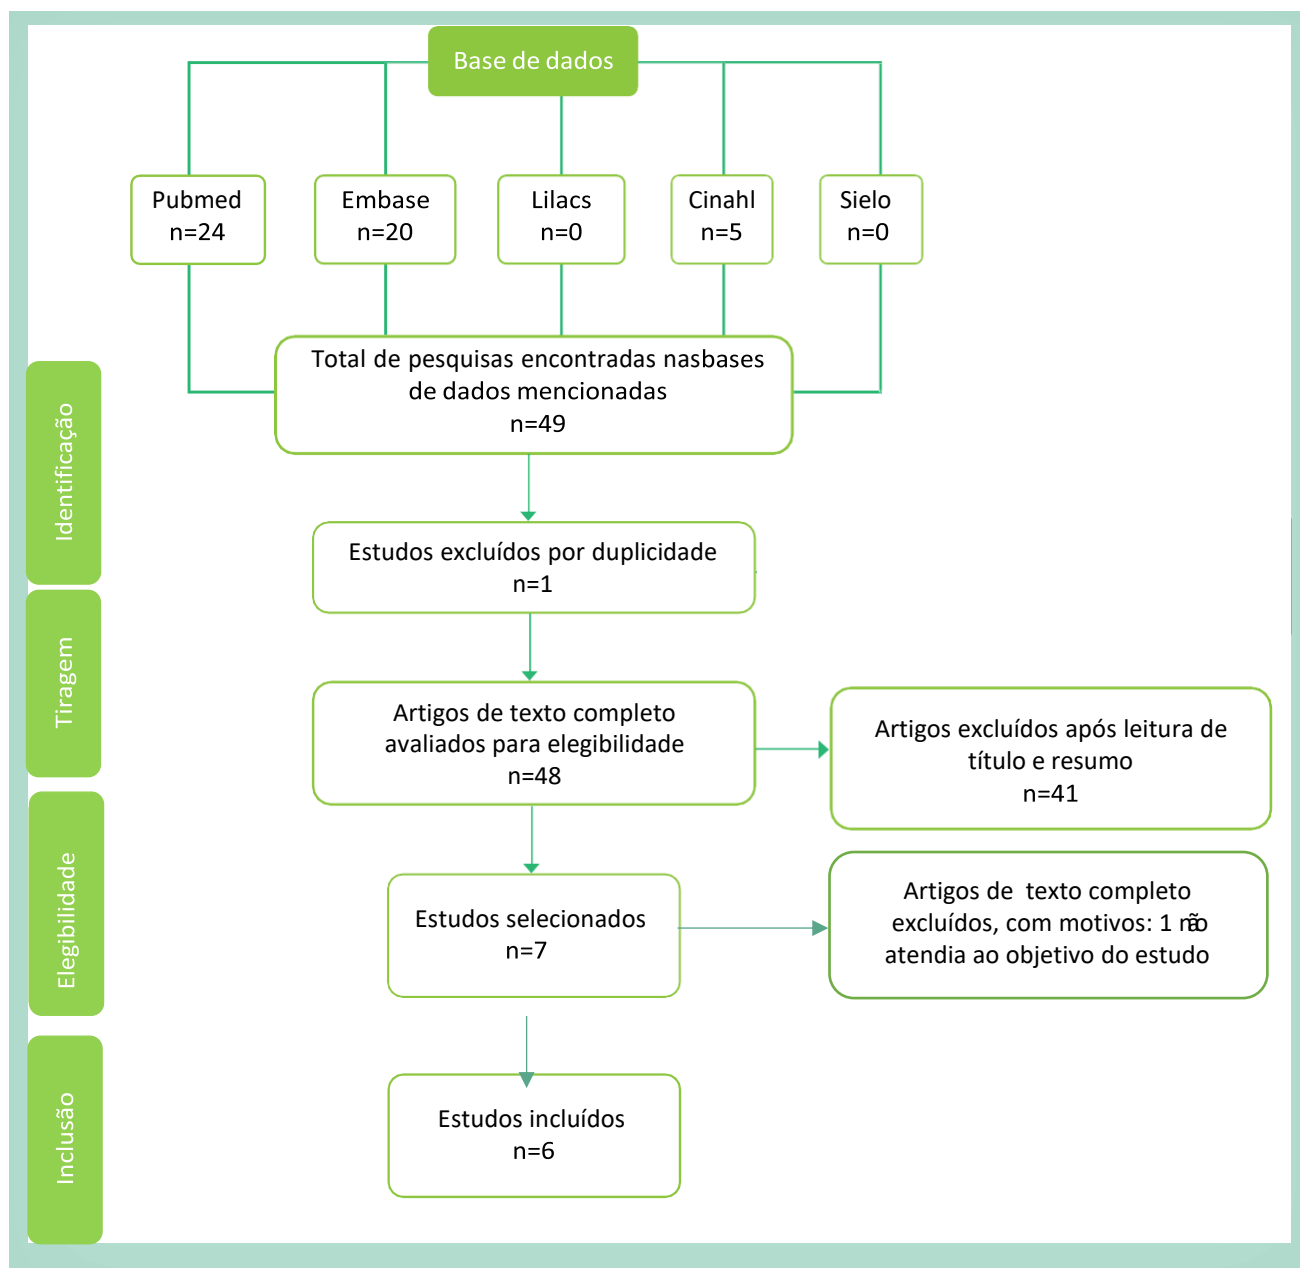 Base de dados
Pubmed
n=24
Embase
n=20
Lilacs
n=0
Cinahl
n=5
Sielo
n=0
Identificação
Total de pesquisas encontradas nasbases
de dados mencionadas
n=49
Estudos excluídos por duplicidade
n=1
Tiragem
Artigos de texto completo
avaliados para elegibilidade
n=48
Artigos excluídos após leitura de
título e resumo
n=41
Elegibilidade
Estudos selecionados
n=7
Artigos de texto completo
excluídos, com motivos: 1 não
atendia ao objetivo do estudo
Inclusão
Estudos incluídos
n=6